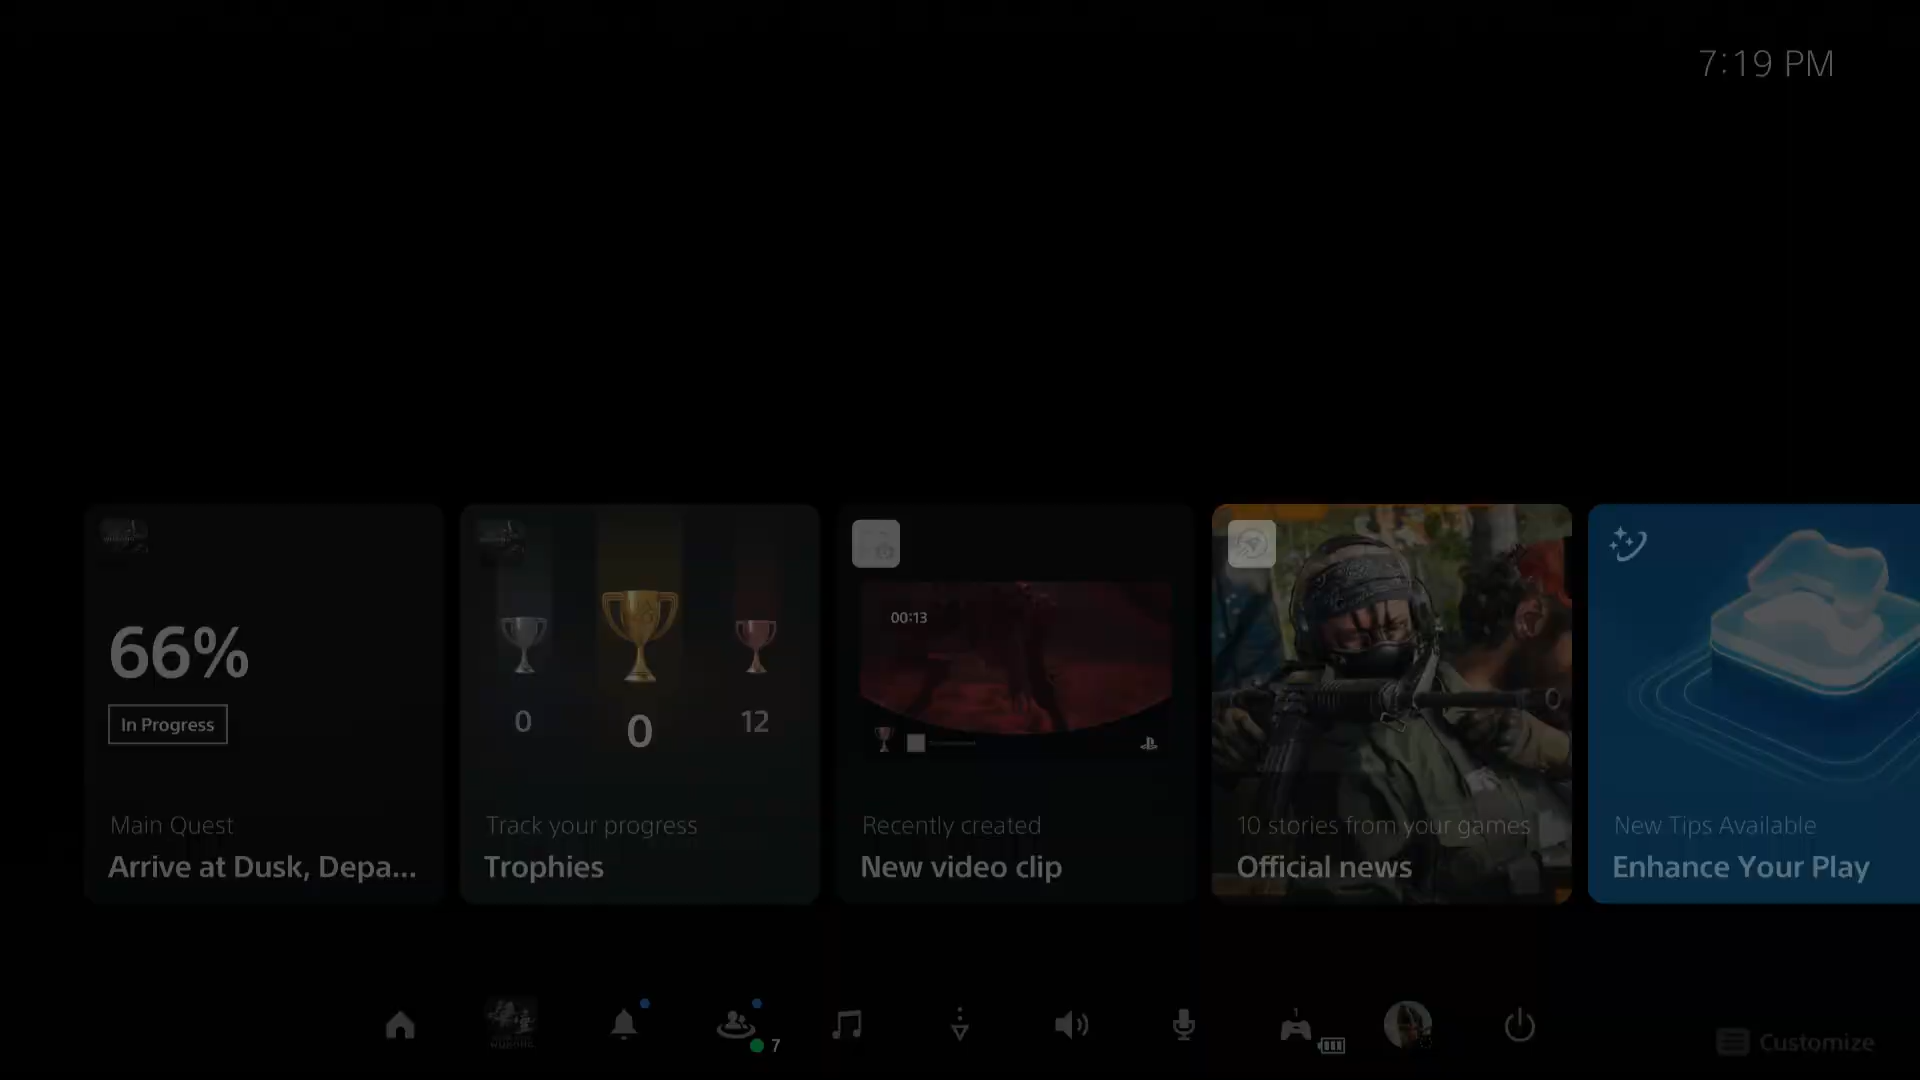 7:19 PM
66%
In Progress
Main Quest
Arrive at Dusk, Depa...
0
0
12
Track your progress
Trophies
00:13
Recently created
New video clip
10 stories from your games
Official news
New Tips Available
Enhance Your Play
7
1
Customize